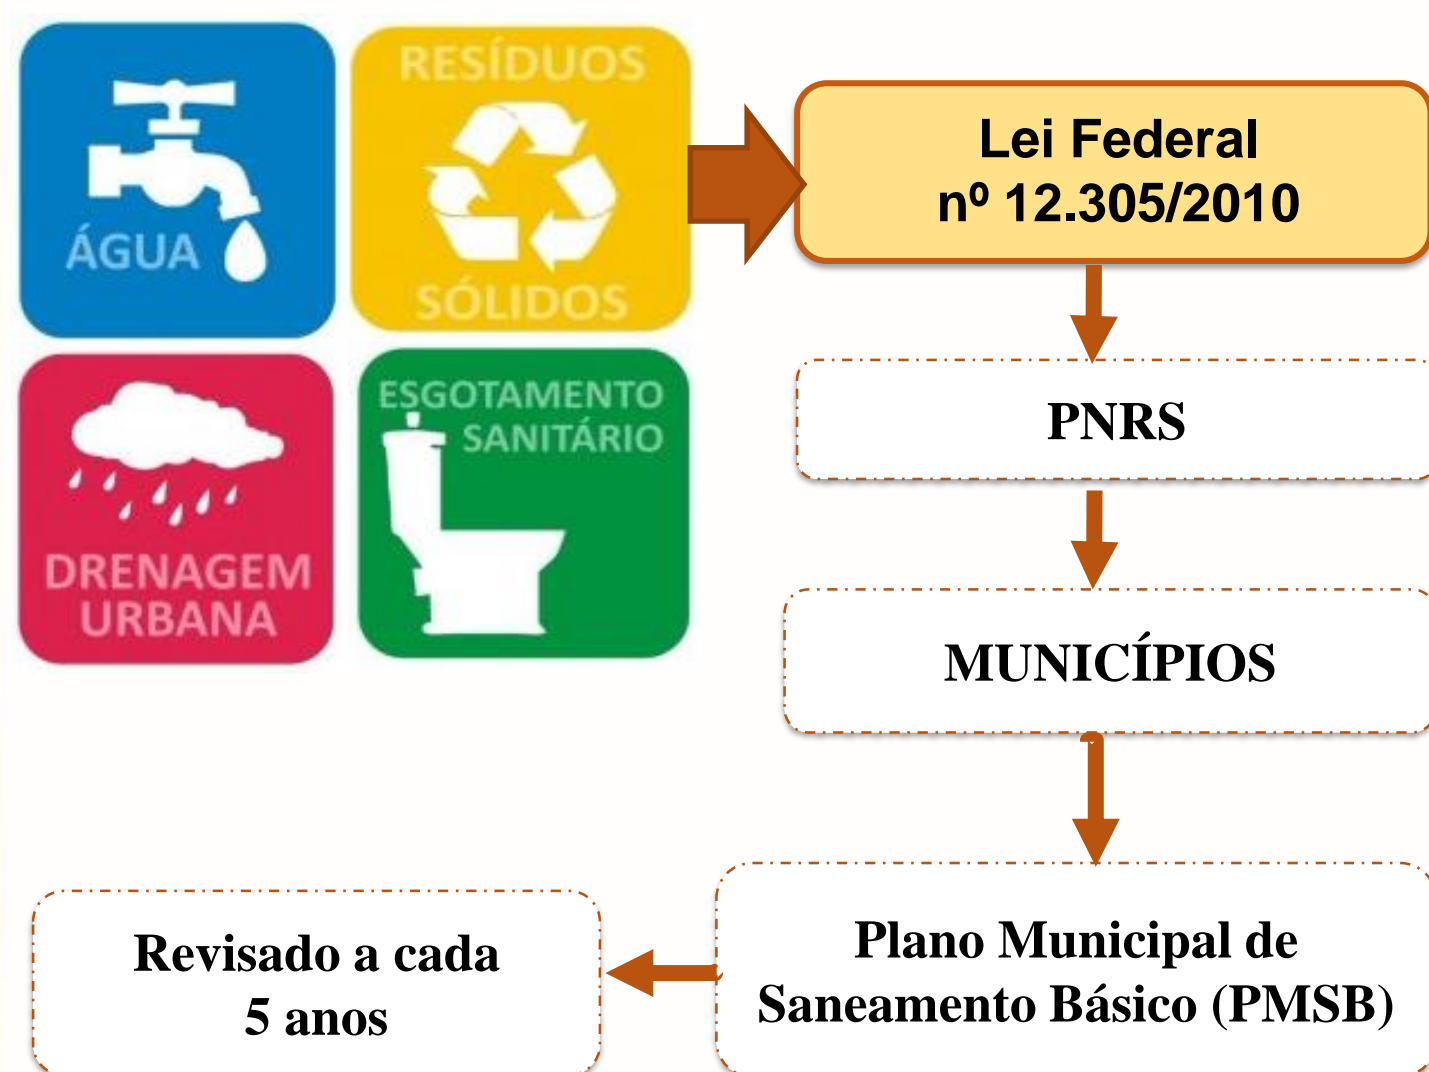 ÁGUA
RESÍDUOS
SÓLIDOS
DRENAGEM
URBANA
ESGOTAMENTO
SANITÁRIO
Lei Federal
nº 12.305/2010
PNRS
MUNICÍPIOS
Plano Municipal de
Saneamento Básico (PMSB)
Revisado a cada
5 anos